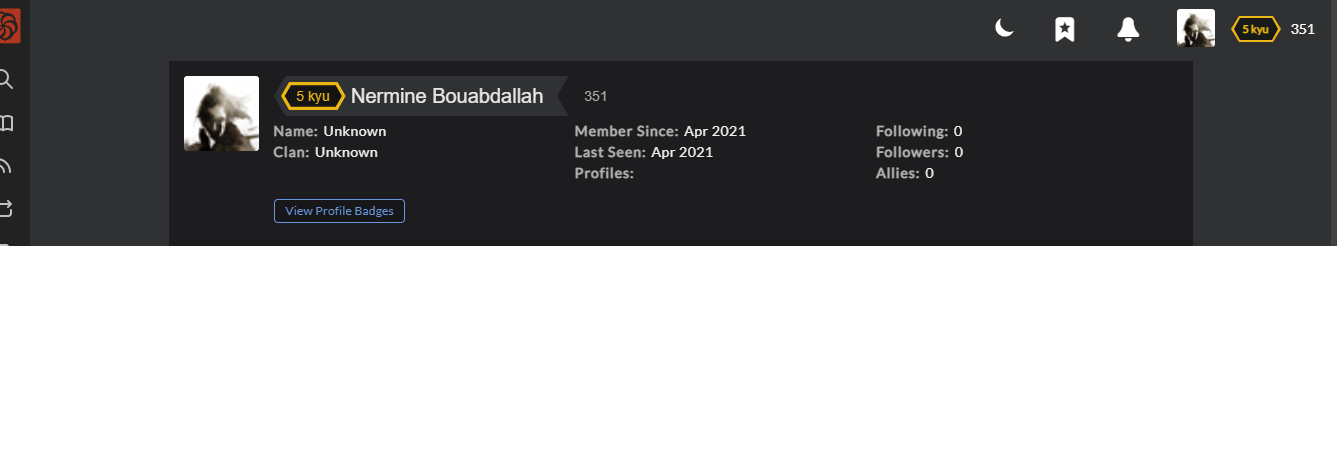 5 kyu 351
5 kyu Nermine Bouabdallah 351
Name: Unknown Member Since: Apr 2021 Following: 0
Clan: Unknown Last Seen: Apr 2021 Followers: 0
Profiles: Allies: 0
View Profile Badges